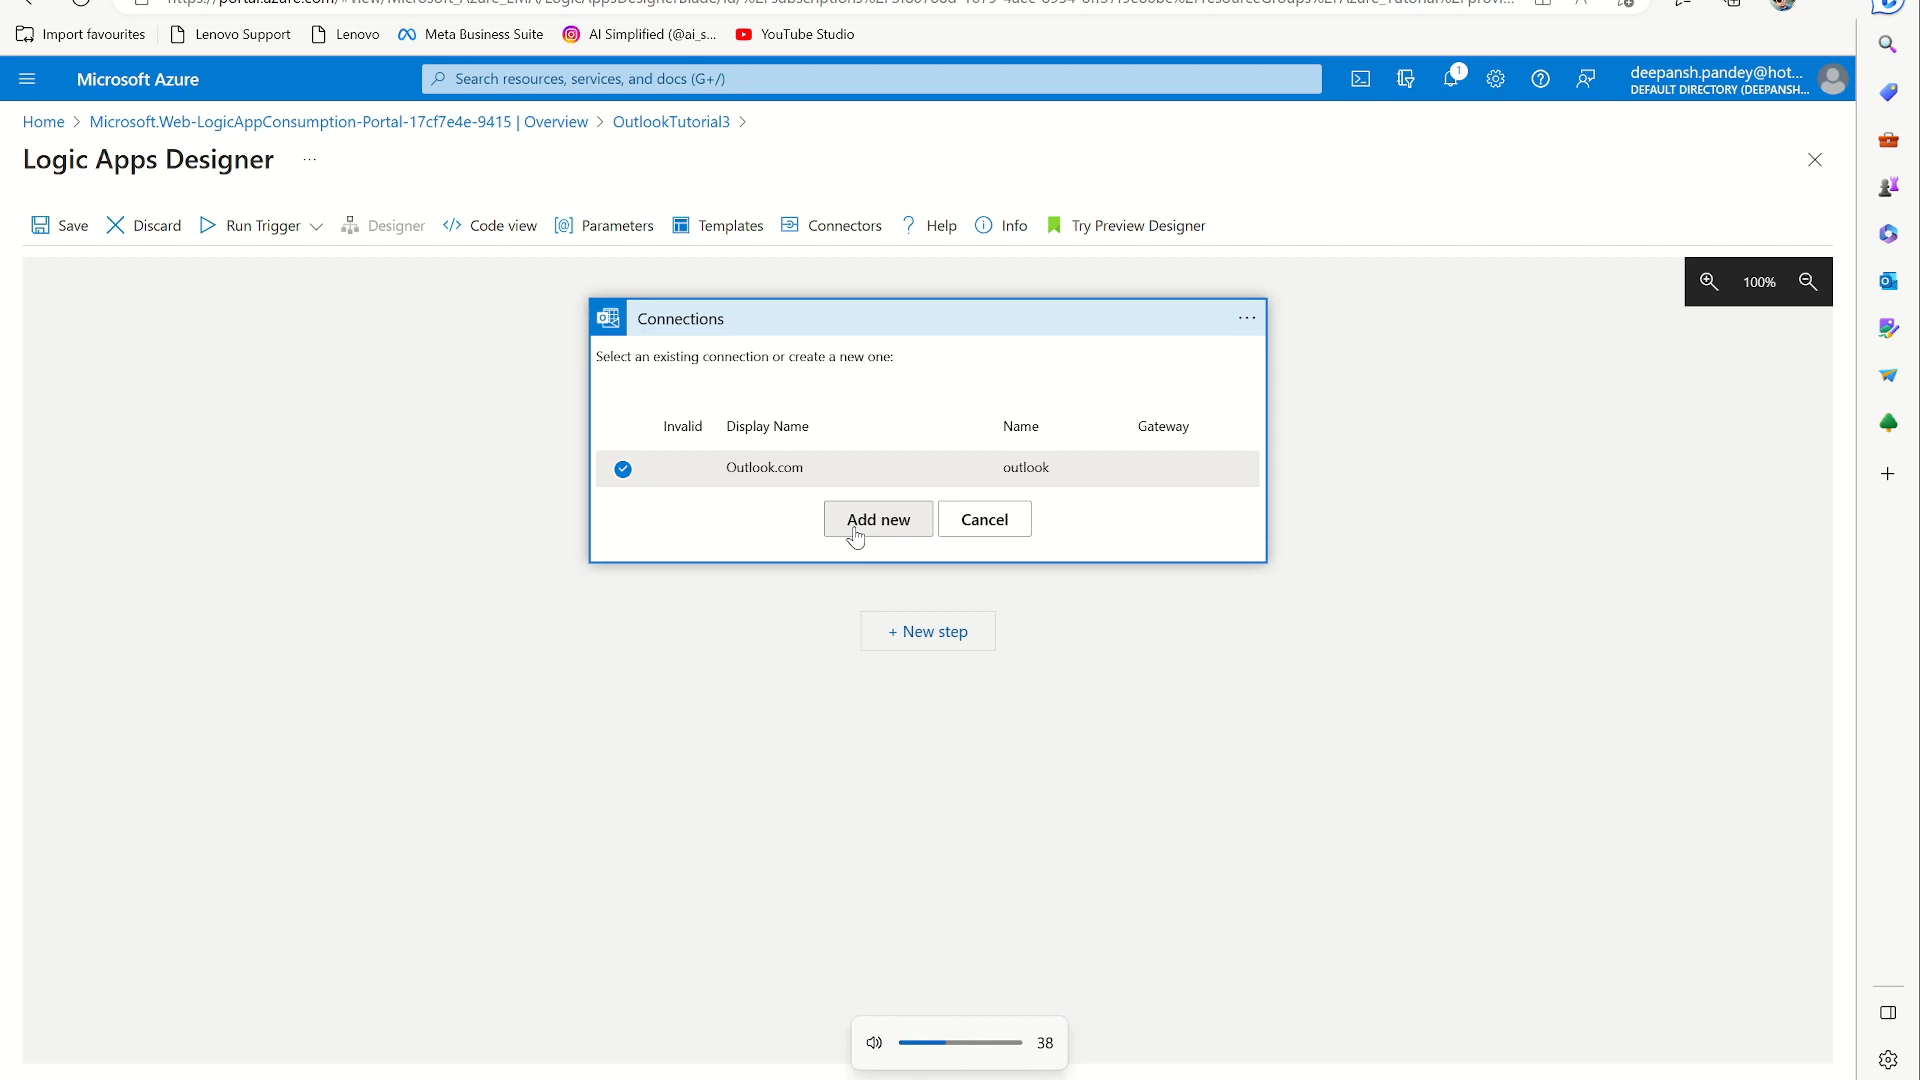 Import favourites
Lenovo Support
Lenovo
Meta Business Suite
AI Simplified (@ai_s...
YouTube Studio
Microsoft Azure
Search resources, services, and docs (G+/)
1
deepansh.pandey@hot...
DEFAULT DIRECTORY (DEEPANSH...
Home > Microsoft.Web-LogicAppConsumption-Portal-17cf7e4e-9415 | Overview > OutlookTutorial3 >
Logic Apps Designer ...
Save
Discard
Run Trigger
Designer
Code view
Parameters
Templates
Connectors
Help
Info
Try Preview Designer
100%
Connections
Select an existing connection or create a new one:
Invalid Display Name Name Gateway
Outlook.com outlook
Add new
Cancel
+ New step
38